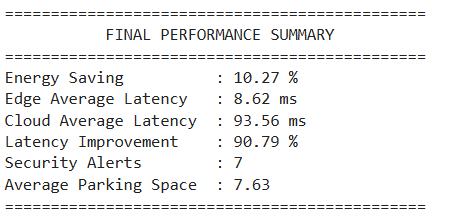 ==============================================
FINAL PERFORMANCE SUMMARY
==============================================
Energy Saving          : 10.27 %
Edge Average Latency   : 8.62 ms
Cloud Average Latency  : 93.56 ms
Latency Improvement    : 90.79 %
Security Alerts        : 7
Average Parking Space  : 7.63
==============================================